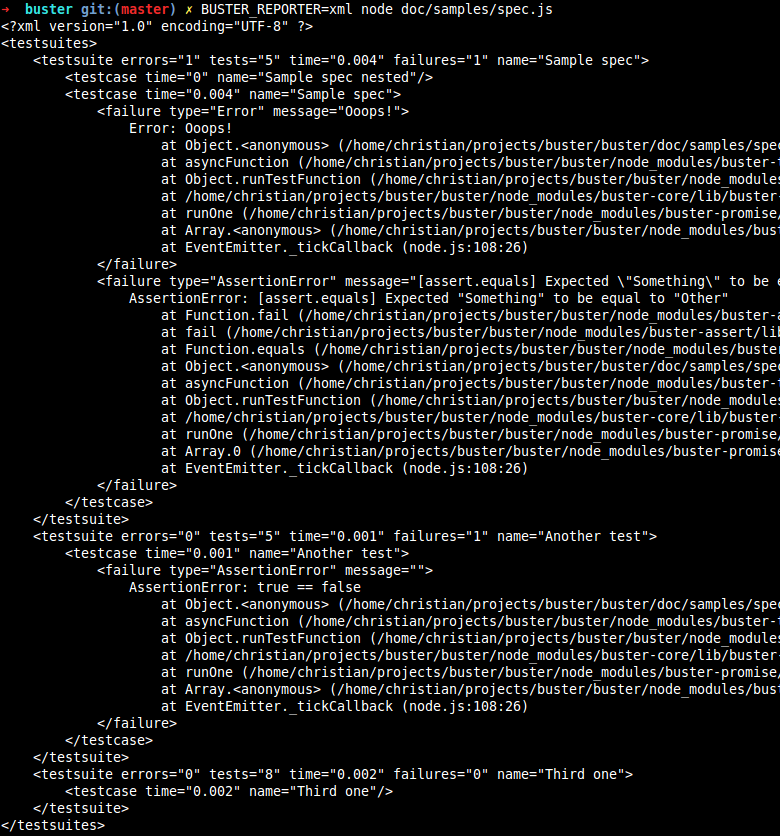 ➜  buster git:(master) ✗ BUSTER_REPORTER=xml node doc/samples/spec.js
<?xml version="1.0" encoding="UTF-8" ?>
<testsuites>
    <testsuite errors="1" tests="5" time="0.004" failures="1" name="Sample spec">
        <testcase time="0" name="Sample spec nested"/>
        <testcase time="0.004" name="Sample spec">
            <failure type="Error" message="Ooops!">
                Error: Ooops!
                    at Object.<anonymous> (/home/christian/projects/buster/buster/doc/samples/spec
                    at asyncFunction (/home/christian/projects/buster/buster/node_modules/buster-t
                    at Object.runTestFunction (/home/christian/projects/buster/buster/node_modules
                    at /home/christian/projects/buster/buster/node_modules/buster-core/lib/buster-
                    at runOne (/home/christian/projects/buster/buster/node_modules/buster-promise/
                    at Array.<anonymous> (/home/christian/projects/buster/buster/node_modules/bust
                    at EventEmitter._tickCallback (node.js:108:26)
            </failure>
            <failure type="AssertionError" message="[assert.equals] Expected \"Something\" to be e
                AssertionError: [assert.equals] Expected "Something" to be equal to "Other"
                    at Function.fail (/home/christian/projects/buster/buster/node_modules/buster-a
                    at fail (/home/christian/projects/buster/buster/node_modules/buster-assert/lib
                    at Function.equals (/home/christian/projects/buster/buster/node_modules/buster
                    at Object.<anonymous> (/home/christian/projects/buster/buster/doc/samples/spec
                    at asyncFunction (/home/christian/projects/buster/buster/node_modules/buster-t
                    at Object.runTestFunction (/home/christian/projects/buster/buster/node_modules
                    at /home/christian/projects/buster/buster/node_modules/buster-core/lib/buster-
                    at runOne (/home/christian/projects/buster/buster/node_modules/buster-promise/
                    at Array.0 (/home/christian/projects/buster/buster/node_modules/buster-promise
                    at EventEmitter._tickCallback (node.js:108:26)
            </failure>
        </testcase>
    </testsuite>
    <testsuite errors="0" tests="5" time="0.001" failures="1" name="Another test">
        <testcase time="0.001" name="Another test">
            <failure type="AssertionError" message="">
                AssertionError: true == false
                    at Object.<anonymous> (/home/christian/projects/buster/buster/doc/samples/spec
                    at asyncFunction (/home/christian/projects/buster/buster/node_modules/buster-t
                    at Object.runTestFunction (/home/christian/projects/buster/buster/node_modules
                    at /home/christian/projects/buster/buster/node_modules/buster-core/lib/buster-
                    at runOne (/home/christian/projects/buster/buster/node_modules/buster-promise/
                    at Array.<anonymous> (/home/christian/projects/buster/buster/node_modules/bust
                    at EventEmitter._tickCallback (node.js:108:26)
            </failure>
        </testcase>
    </testsuite>
    <testsuite errors="0" tests="8" time="0.002" failures="0" name="Third one">
        <testcase time="0.002" name="Third one"/>
    </testsuite>
</testsuites>